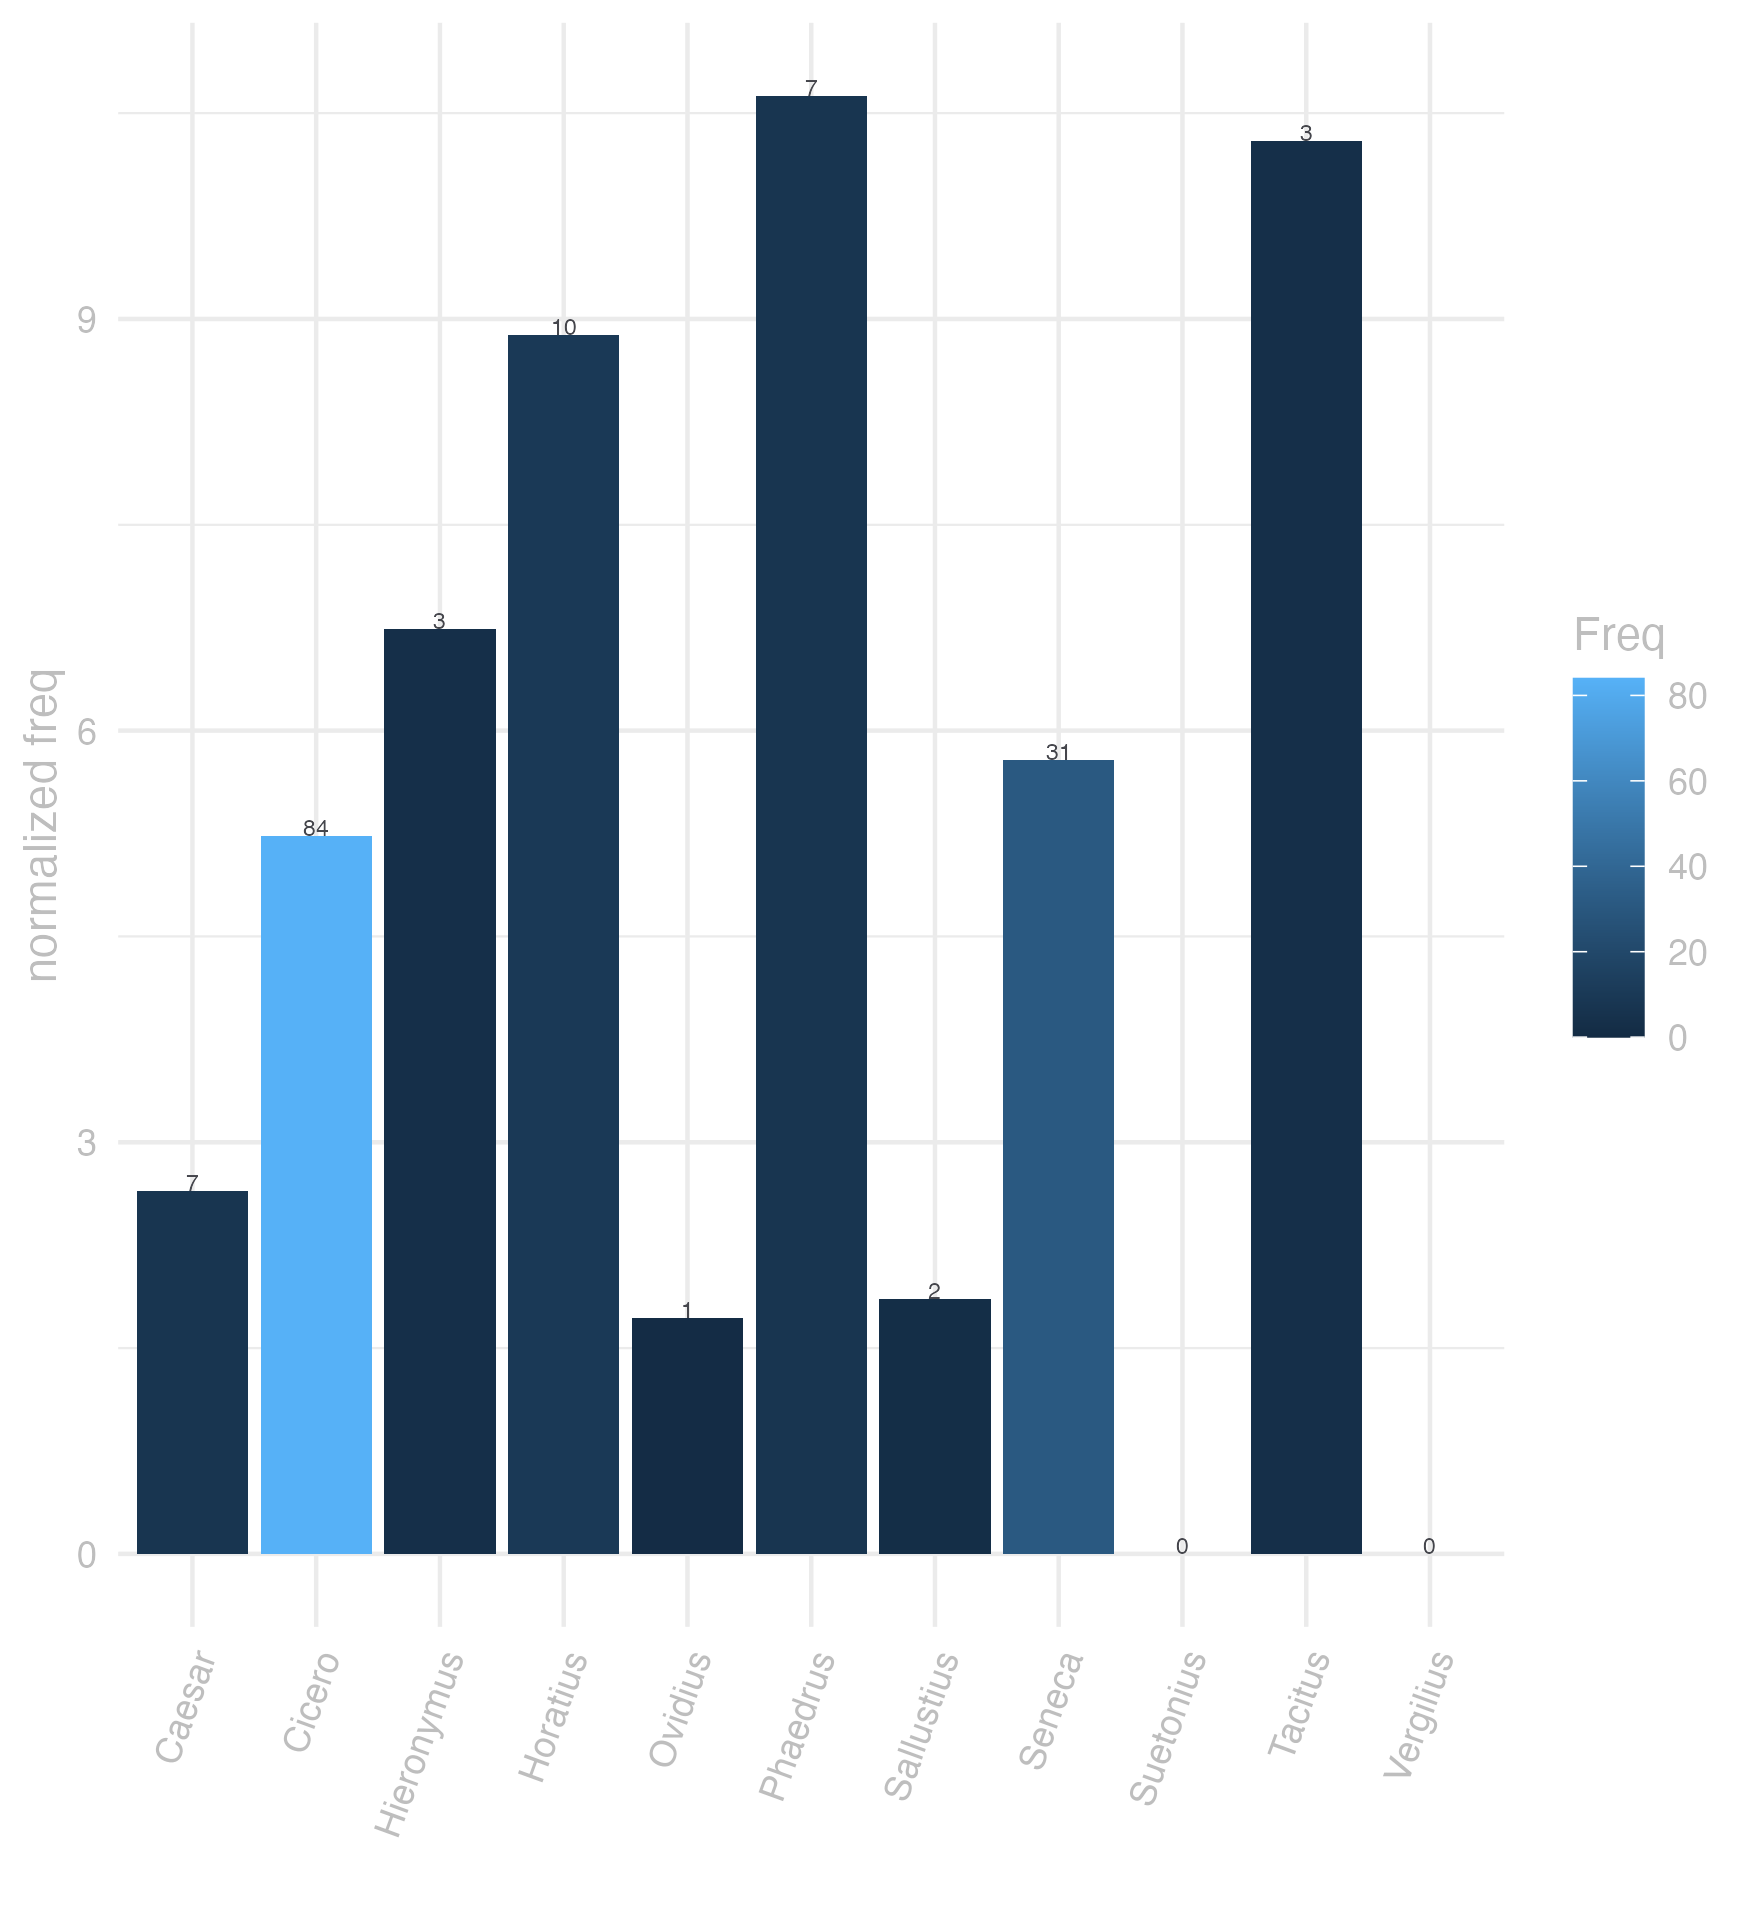 7
3
9
10
3
6
31
84
normalized freq
3
7
2
1
0
0
0
Caesar
Cicero
Hieronymus
Horatius
Ovidius
Phaedrus
Sallustius
Seneca
Suetonius
Tacitus
Vergilius
Freq
80
60
40
20
0